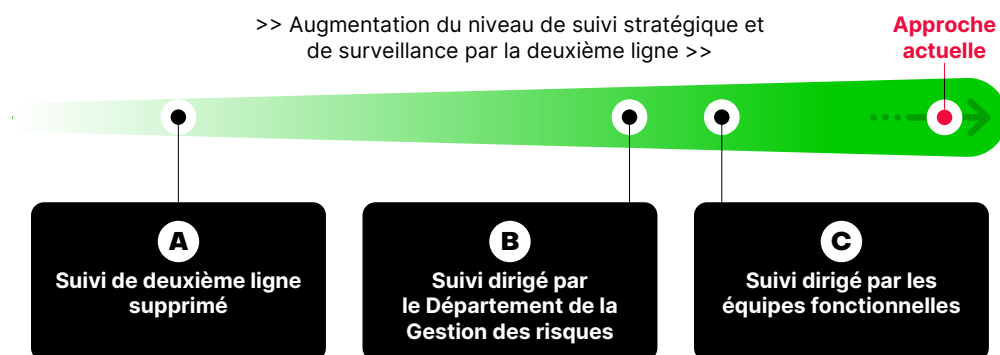 >> Augmentation du niveau de suivi stratégique et
de surveillance par la deuxième ligne >>
Approche
actuelle
A
Suivi de deuxième ligne
supprimé
B
Suivi dirigé par
le Département de la
Gestion des risques
C
Suivi dirigé par les
équipes fonctionnelles